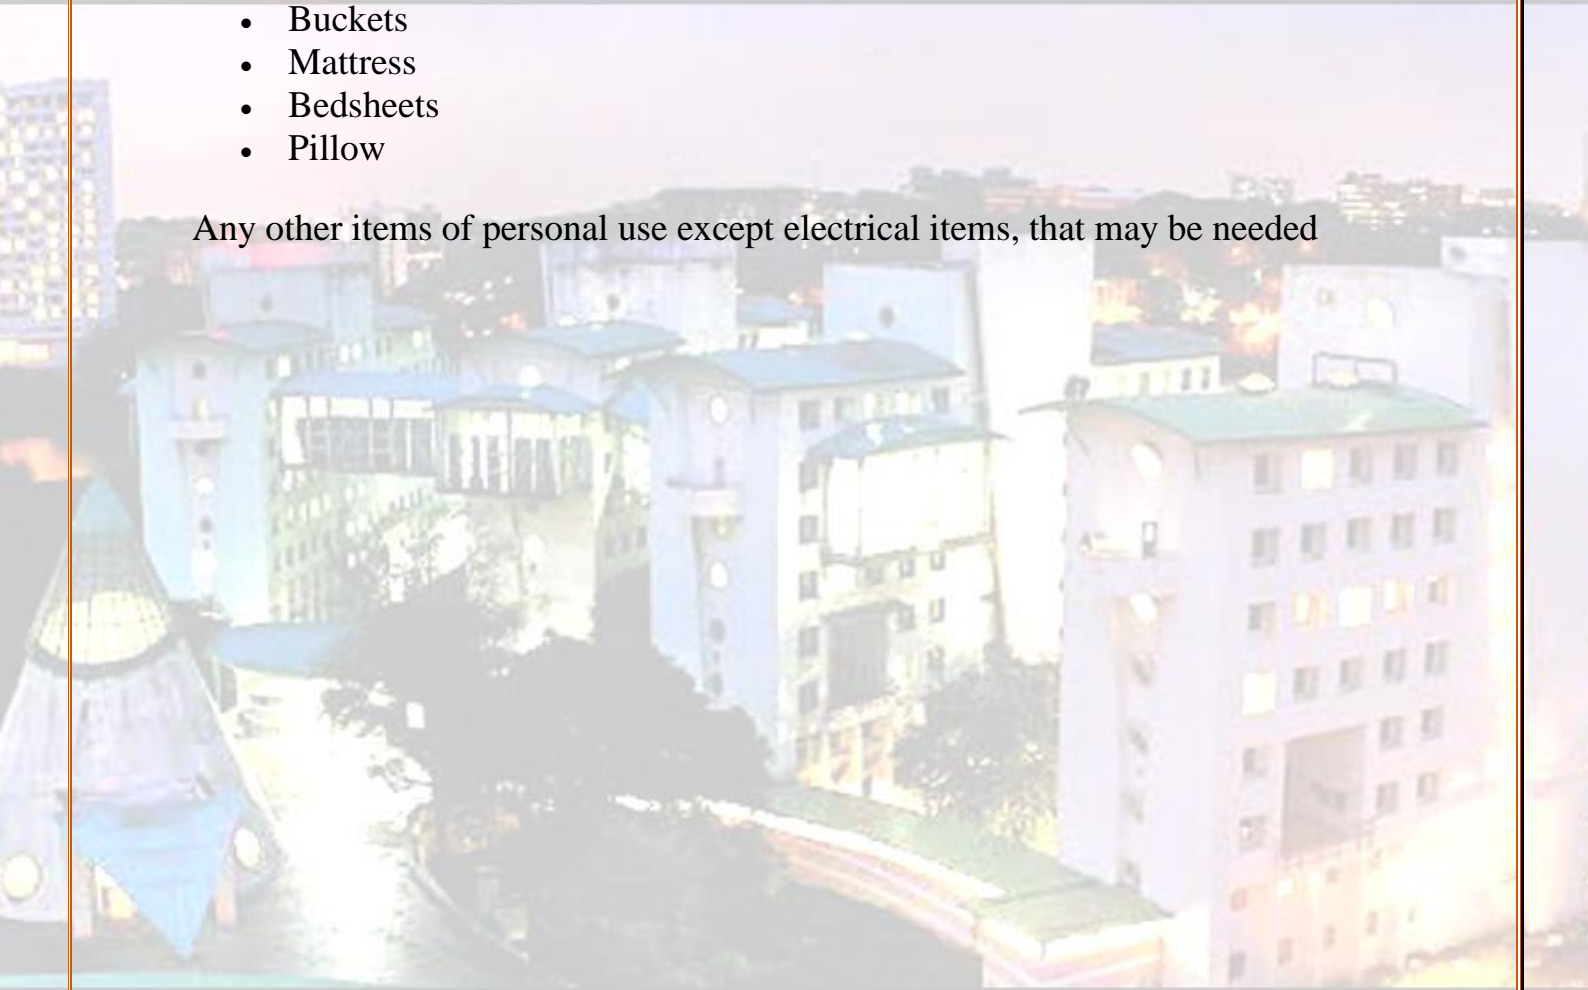 • Buckets
• Mattress
• Bedsheets
• Pillow
Any other items of personal use except electrical items, that may be needed